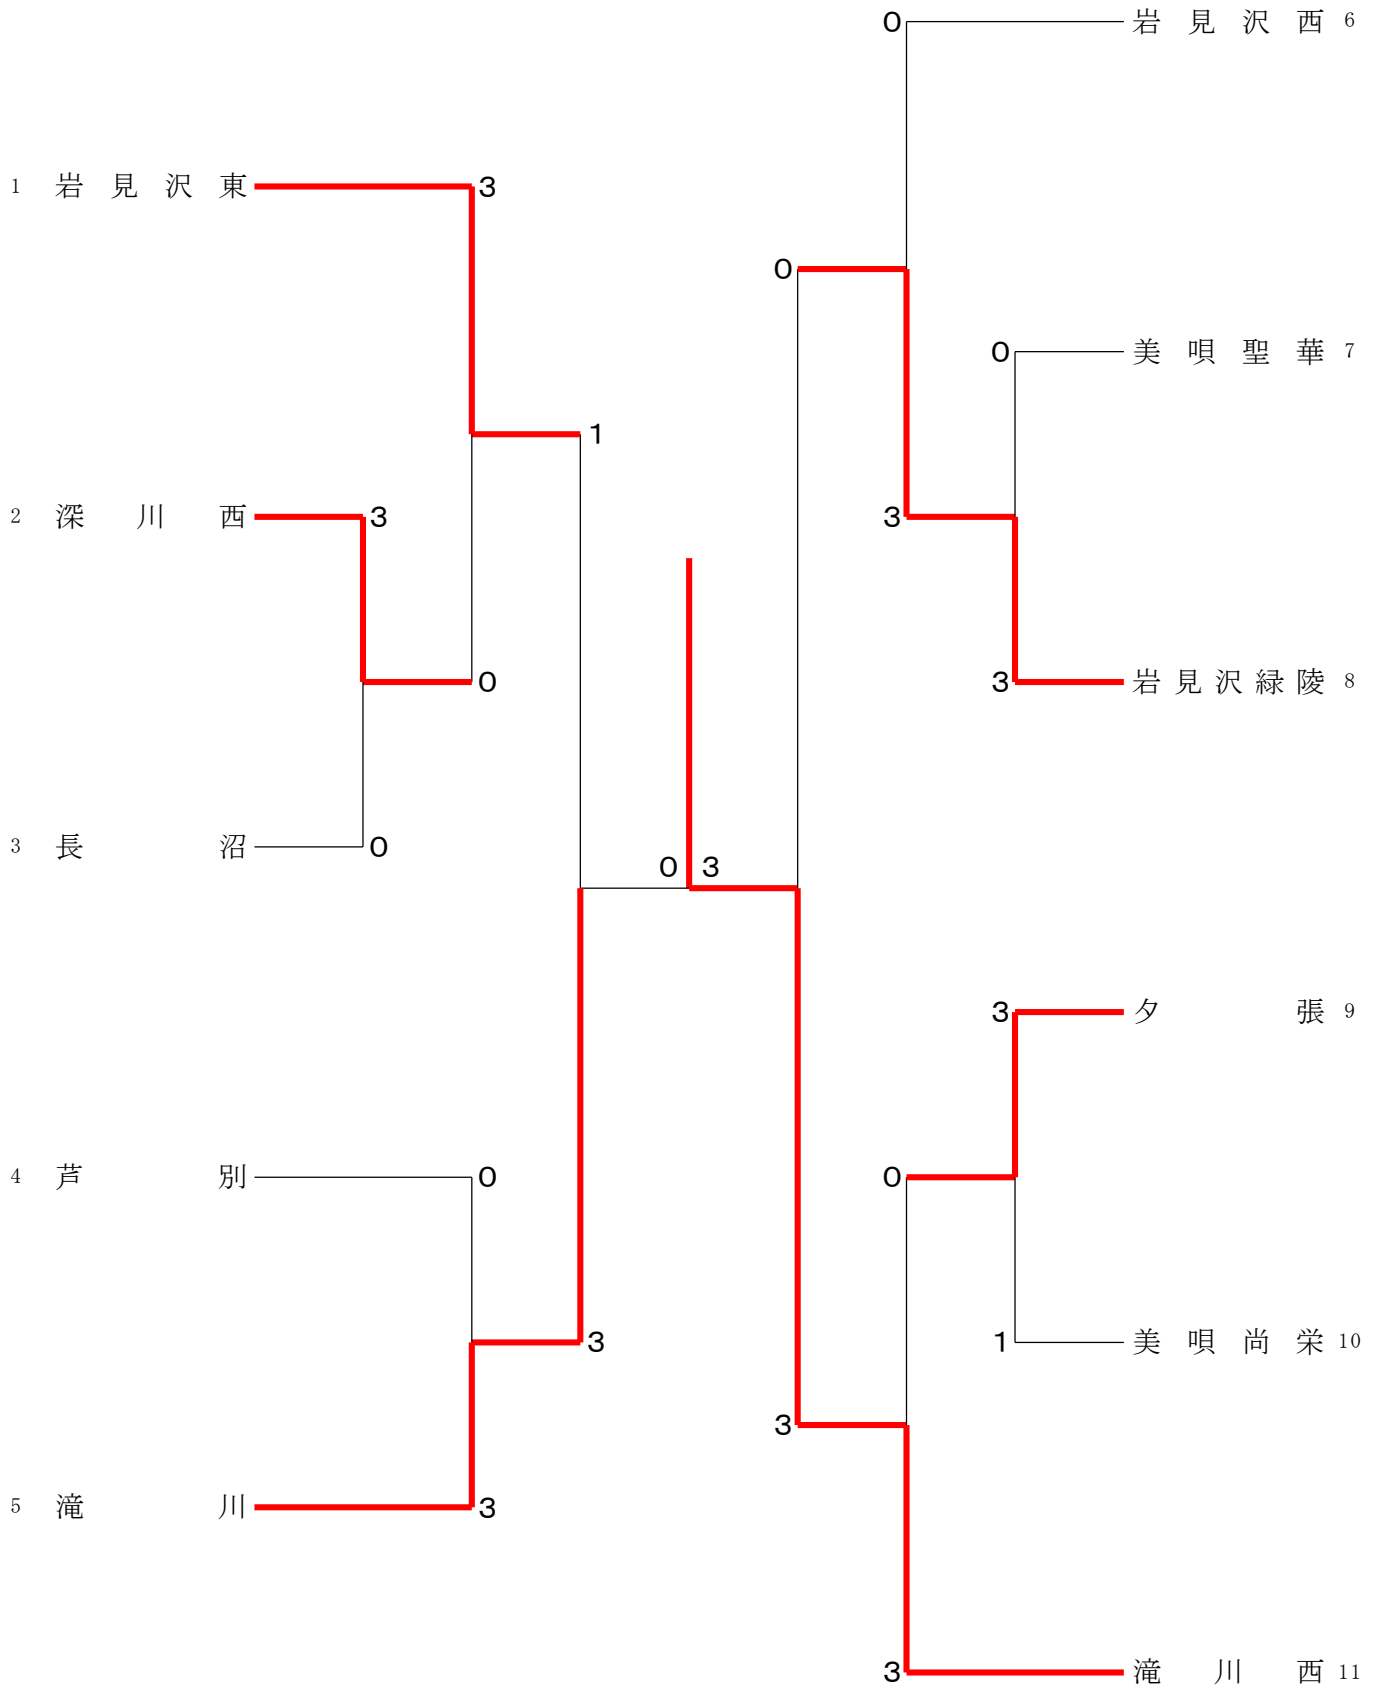 0 岩見沢西 6
1 岩見沢東 3
0
0 美唄聖華 7
1
2 深川西 3
3
0
3 岩見沢緑陵 8
3 長沼 0
0 3
3 夕張 9
4 芦別 0
0
3
1 美唄尚栄 10
3
5 滝川 3
3 滝川西 11